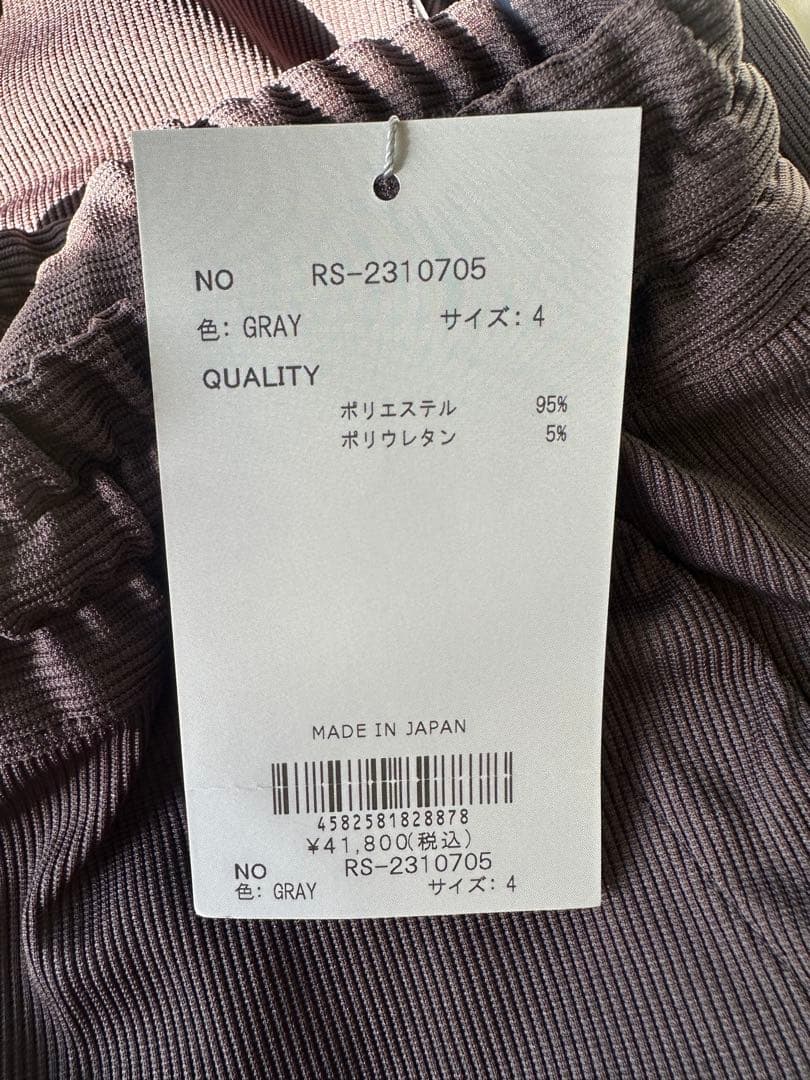 NO RS-2310705
色: GRAY サイズ: 4
QUALITY
ポリエステル 95%
ポリウレタン 5%
MADE IN JAPAN
4582581828878
¥41,800(税込)
NO RS-2310705
色: GRAY サイズ: 4